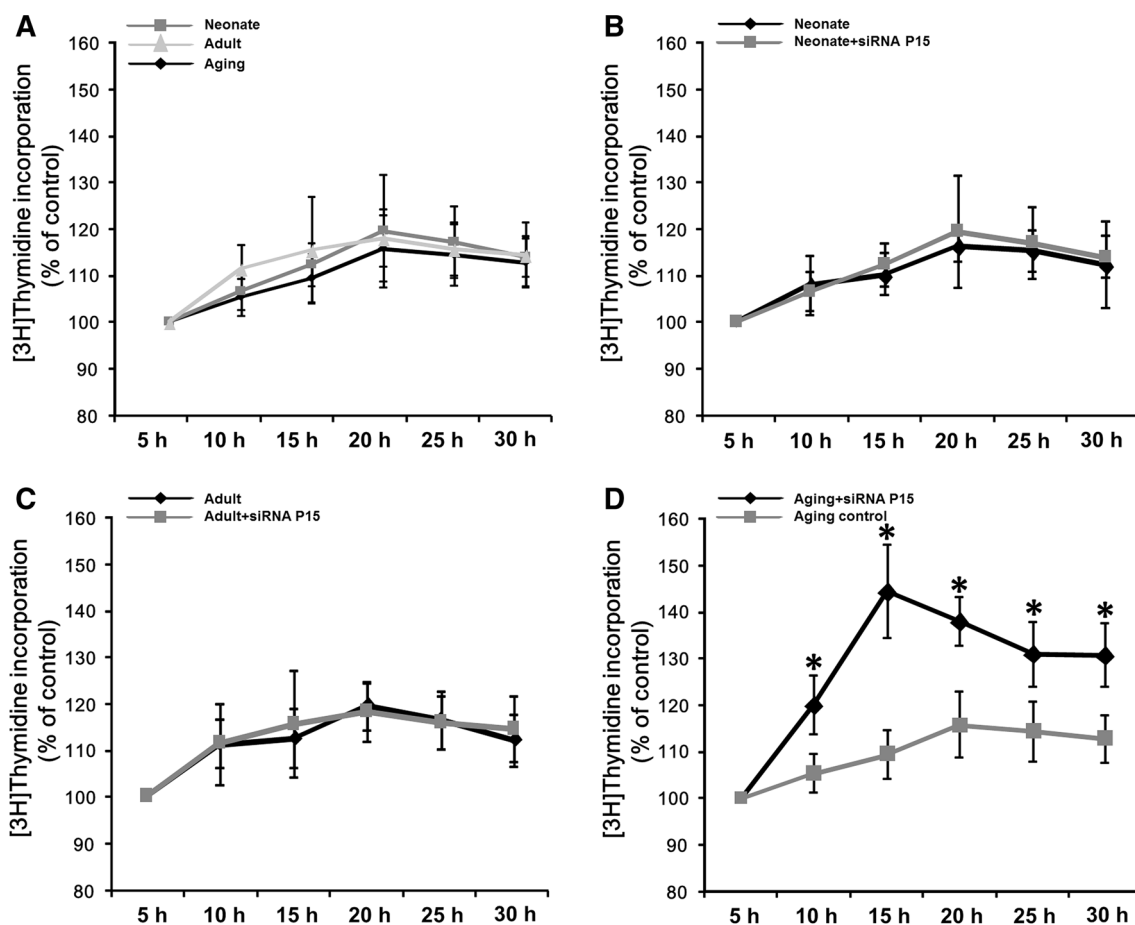 A
Neonate
Adult
Aging
[3H]Thymidine incorporation
(% of control)
160
150
140
130
120
110
100
90
80
5 h 10 h 15 h 20 h 25 h 30 h
B
Neonate
Neonate+siRNA P15
[3H]Thymidine incorporation
(% of control)
160
150
140
130
120
110
100
90
80
5 h 10 h 15 h 20 h 25 h 30 h
C
Adult
Adult+siRNA P15
[3H]Thymidine incorporation
(% of control)
160
150
140
130
120
110
100
90
80
5 h 10 h 15 h 20 h 25 h 30 h
D
Aging+siRNA P15
Aging control
[3H]Thymidine incorporation
(% of control)
160
150
140
130
120
110
100
90
80
* * * * *
5 h 10 h 15 h 20 h 25 h 30 h